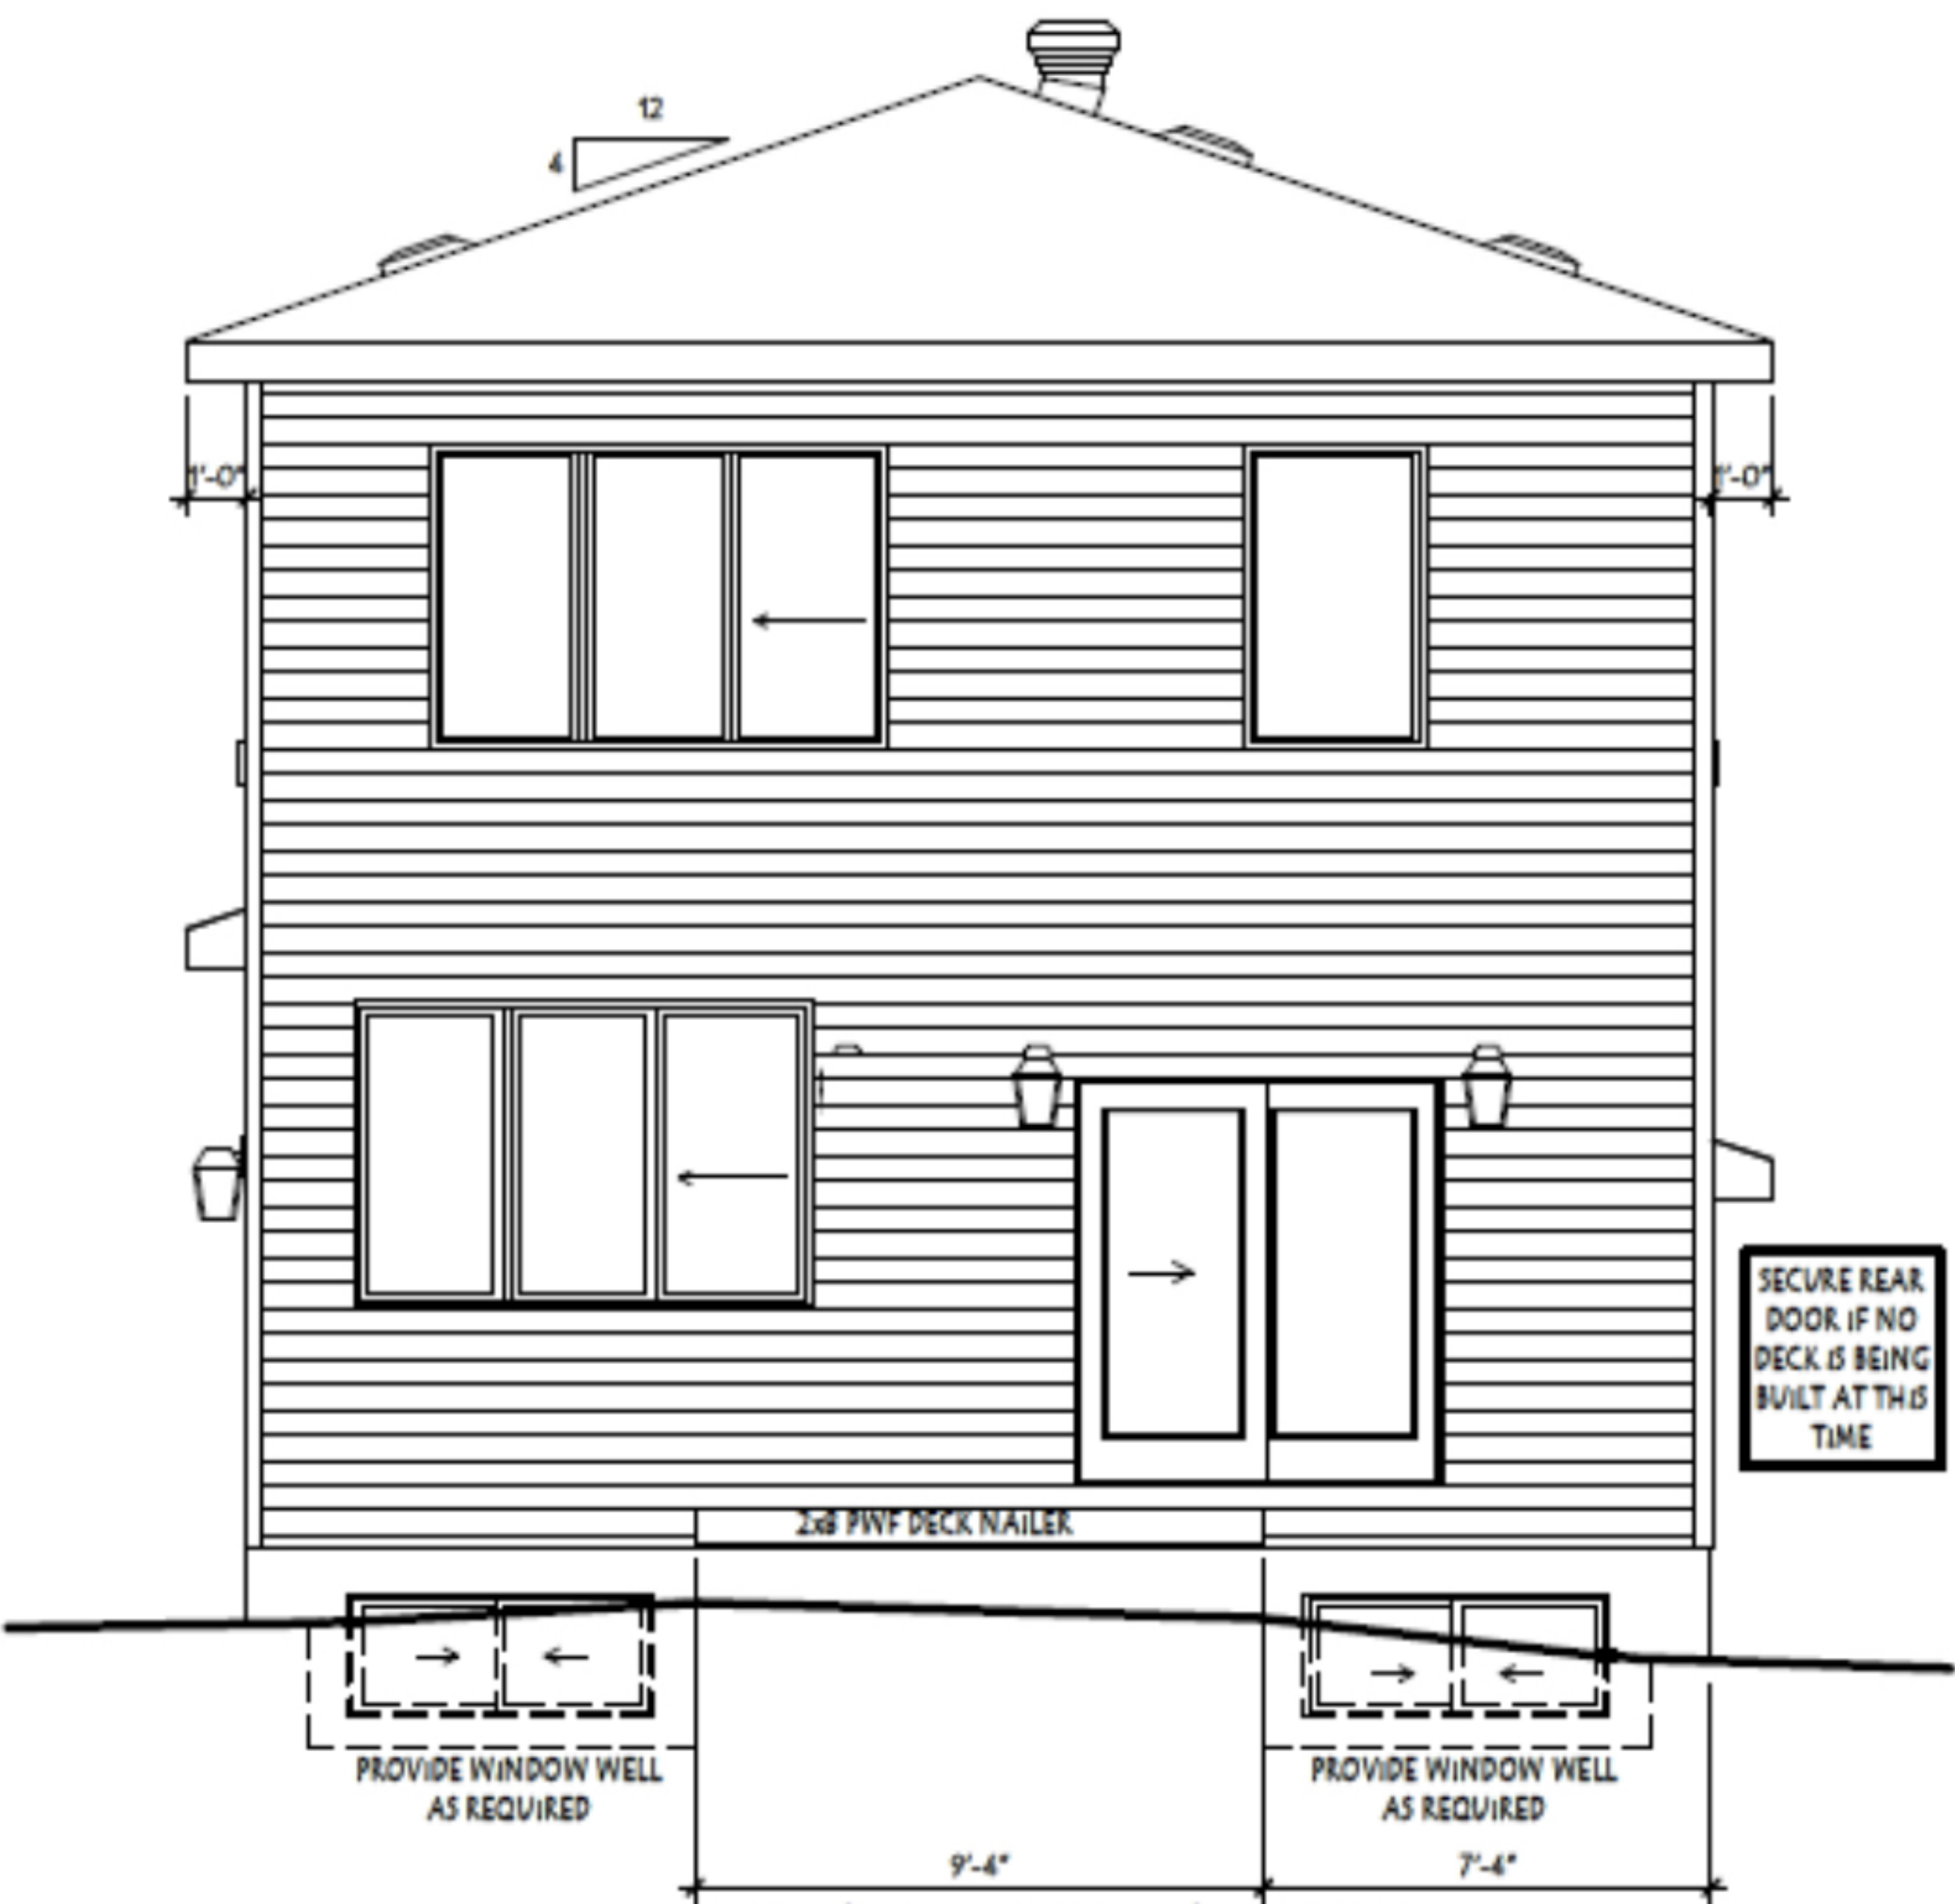 12
4
1'-0"
1'-0"
SECURE REAR
DOOR IF NO
DECK IS BEING
BUILT AT THIS
TIME
2x8 PWF DECK NAILER
PROVIDE WINDOW WELL
AS REQUIRED
PROVIDE WINDOW WELL
AS REQUIRED
9'-4"
7'-4"